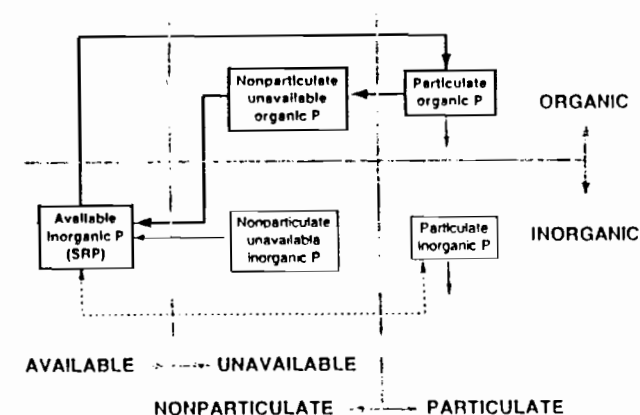 Nonparticulate
unavailable
organic P
Particulate
organic P
ORGANIC
Available
inorganic P
(SRP)
Nonparticulate
unavailable
inorganic P
Particulate
inorganic P
INORGANIC
AVAILABLE UNAVAILABLE
NONPARTICULATE PARTICULATE